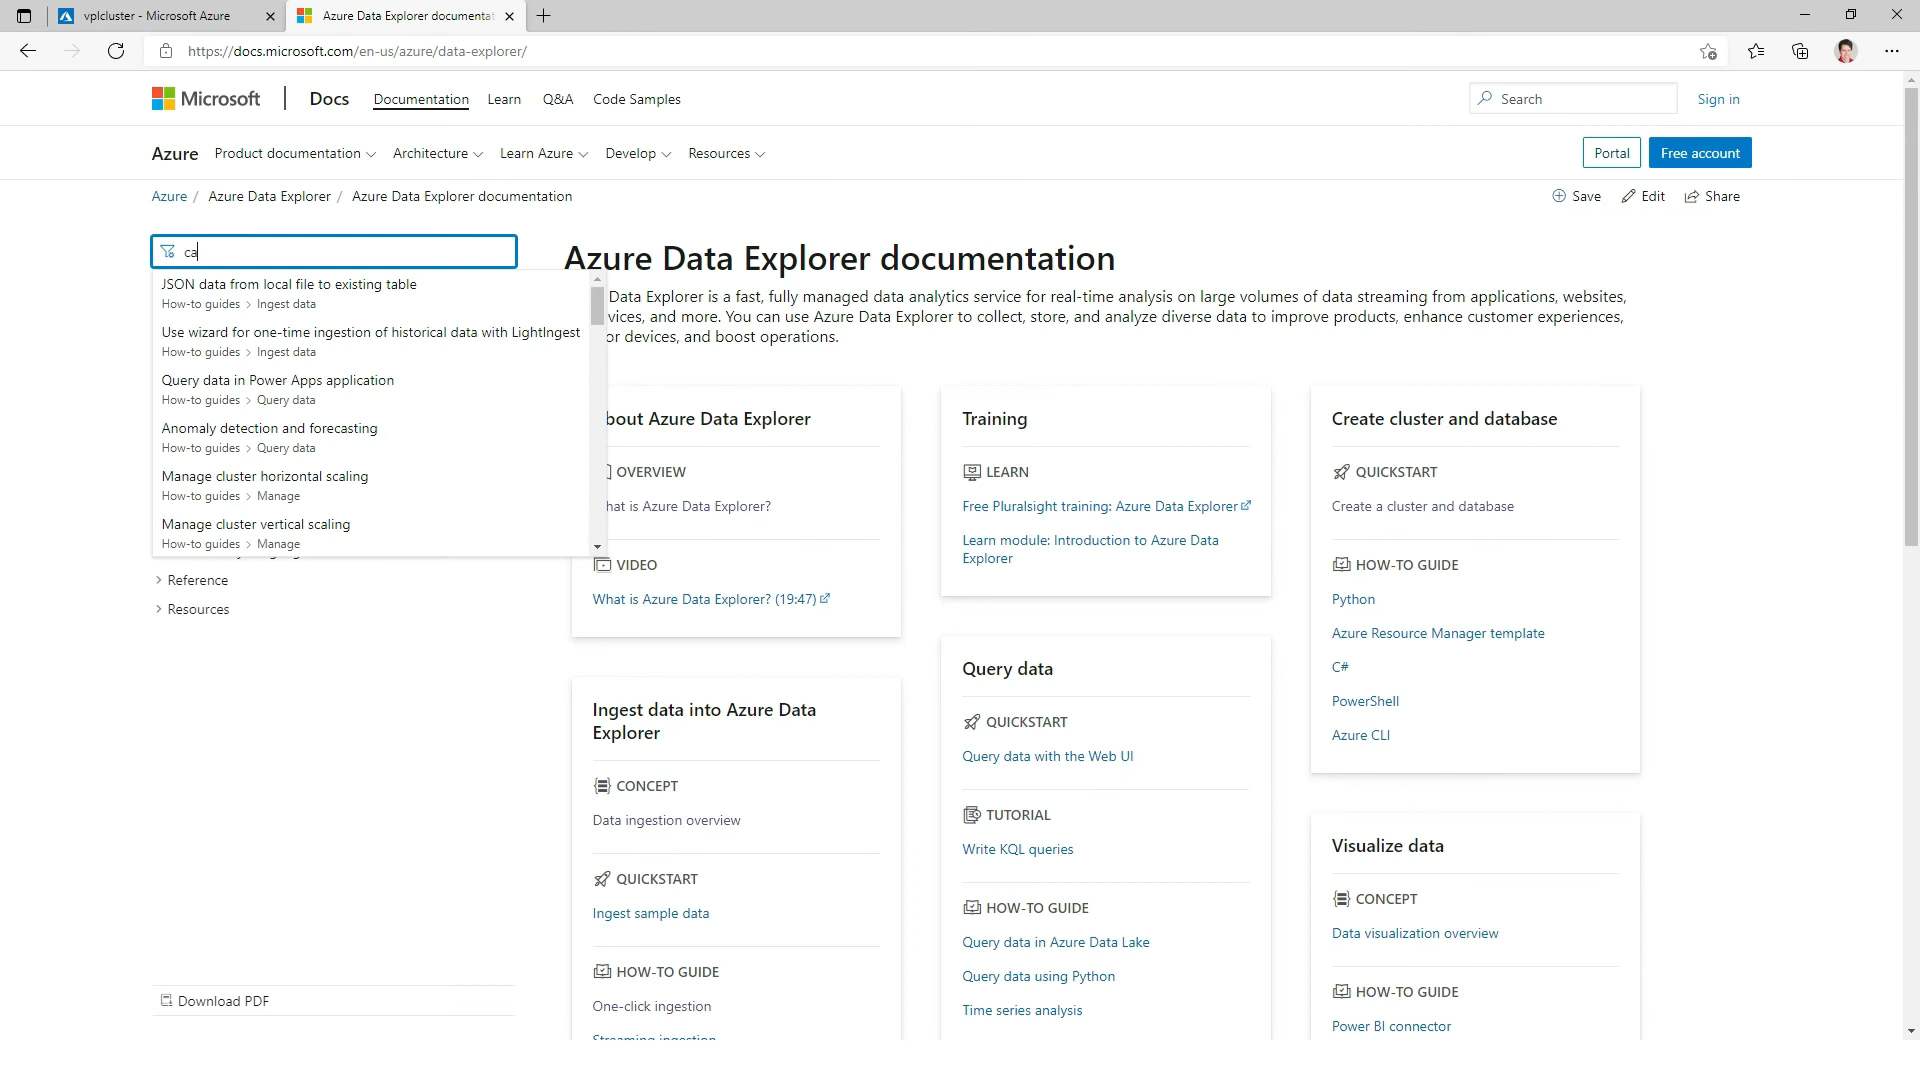 vplcluster - Microsoft Azure
Azure Data Explorer documentat
https://docs.microsoft.com/en-us/azure/data-explorer/
Microsoft
Docs
Documentation
Learn
Q&A
Code Samples
Search
Sign in
Azure
Product documentation
Architecture
Learn Azure
Develop
Resources
Portal
Free account
Azure / Azure Data Explorer / Azure Data Explorer documentation
Save
Edit
Share
ca
JSON data from local file to existing table
How-to guides > Ingest data
Use wizard for one-time ingestion of historical data with LightIngest
How-to guides > Ingest data
Query data in Power Apps application
How-to guides > Query data
Anomaly detection and forecasting
How-to guides > Query data
Manage cluster horizontal scaling
How-to guides > Manage
Manage cluster vertical scaling
How-to guides > Manage
Reference
Resources
Download PDF
Azure Data Explorer documentation
Data Explorer is a fast, fully managed data analytics service for real-time analysis on large volumes of data streaming from applications, websites,
vices, and more. You can use Azure Data Explorer to collect, store, and analyze diverse data to improve products, enhance customer experiences,
or devices, and boost operations.
bout Azure Data Explorer
OVERVIEW
hat is Azure Data Explorer?
VIDEO
What is Azure Data Explorer? (19:47)
Ingest data into Azure Data
Explorer
CONCEPT
Data ingestion overview
QUICKSTART
Ingest sample data
HOW-TO GUIDE
One-click ingestion
Streaming ingestion
Training
LEARN
Free Pluralsight training: Azure Data Explorer
Learn module: Introduction to Azure Data
Explorer
Query data
QUICKSTART
Query data with the Web UI
TUTORIAL
Write KQL queries
HOW-TO GUIDE
Query data in Azure Data Lake
Query data using Python
Time series analysis
Create cluster and database
QUICKSTART
Create a cluster and database
HOW-TO GUIDE
Python
Azure Resource Manager template
C#
PowerShell
Azure CLI
Visualize data
CONCEPT
Data visualization overview
HOW-TO GUIDE
Power BI connector